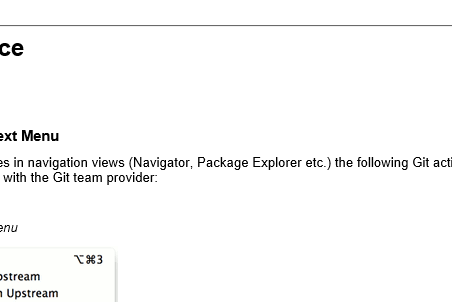 ce
ext Menu
es in navigation views (Navigator, Package Explorer etc.) the following Git acti
with the Git team provider:
enu
⌥⌘3
pstream
n Upstream